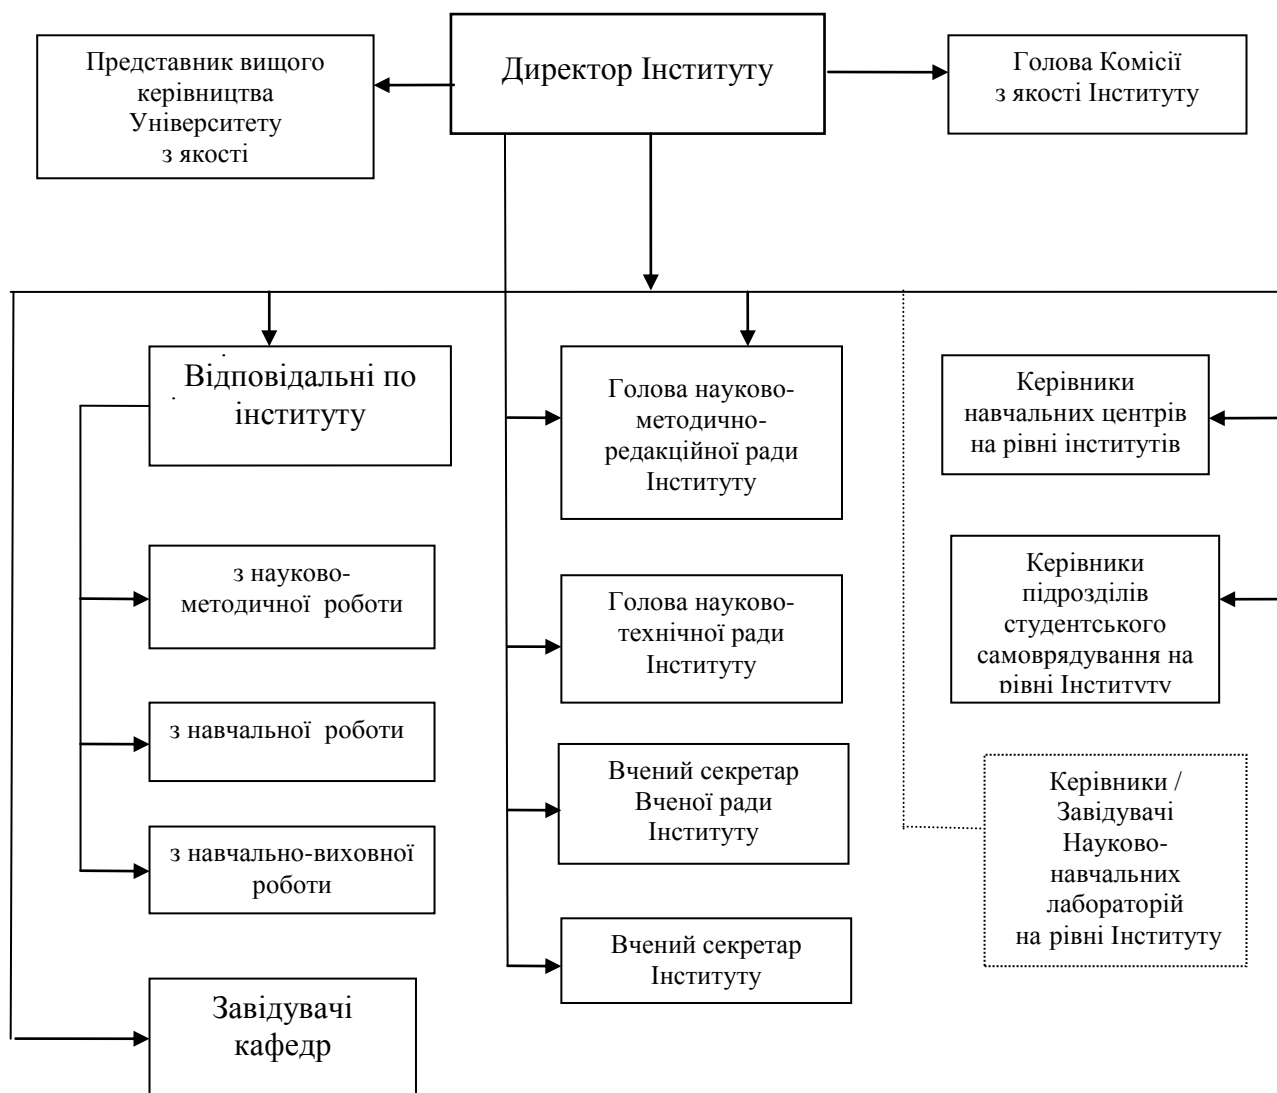 Представник вищого
керівництва
Університету
з якості
Директор Інституту
Голова Комісії
з якості Інституту
Відповідальні по
інституту
з науково-
методичної роботи
з навчальної роботи
з навчально-виховної
роботи
Завідувачі
кафедр
Голова науково-
методично-
редакційної ради
Інституту
Голова науково-
технічної ради
Інституту
Вчений секретар
Вченої ради
Інституту
Вчений секретар
Інституту
Керівники
навчальних центрів
на рівні інститутів
Керівники
підрозділів
студентського
самоврядування на
рівні Інституту
Керівники /
Завідувачі
Науково-
навчальних
лабораторій
на рівні Інституту